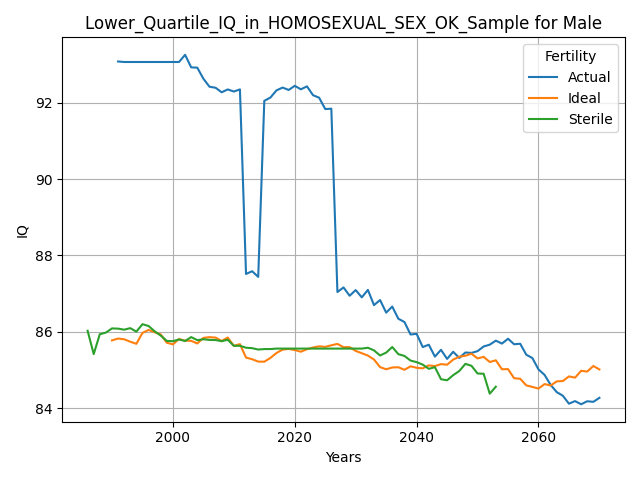 Lower_Quartile_IQ_in_HOMOSEXUAL_SEX_OK_Sample for Male
Fertility
Actual
Ideal
Sterile
92
90
88
86
84
IQ
2000
2020
2040
2060
Years